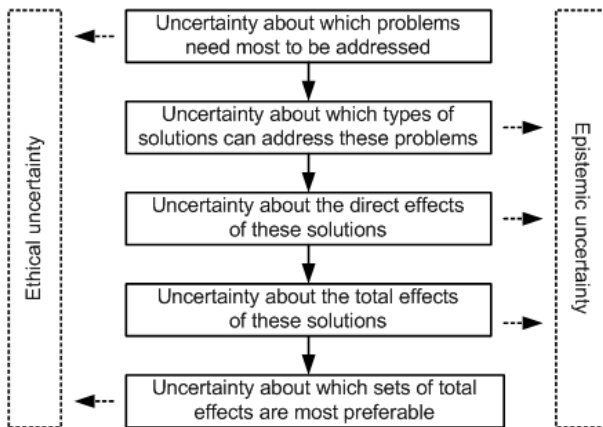 Uncertainty about which problems
need most to be addressed
Uncertainty about which types of
solutions can address these problems
Uncertainty about the direct effects
of these solutions
Uncertainty about the total effects
of these solutions
Uncertainty about which sets of total
effects are most preferable
Ethical uncertainty
Epistemic uncertainty